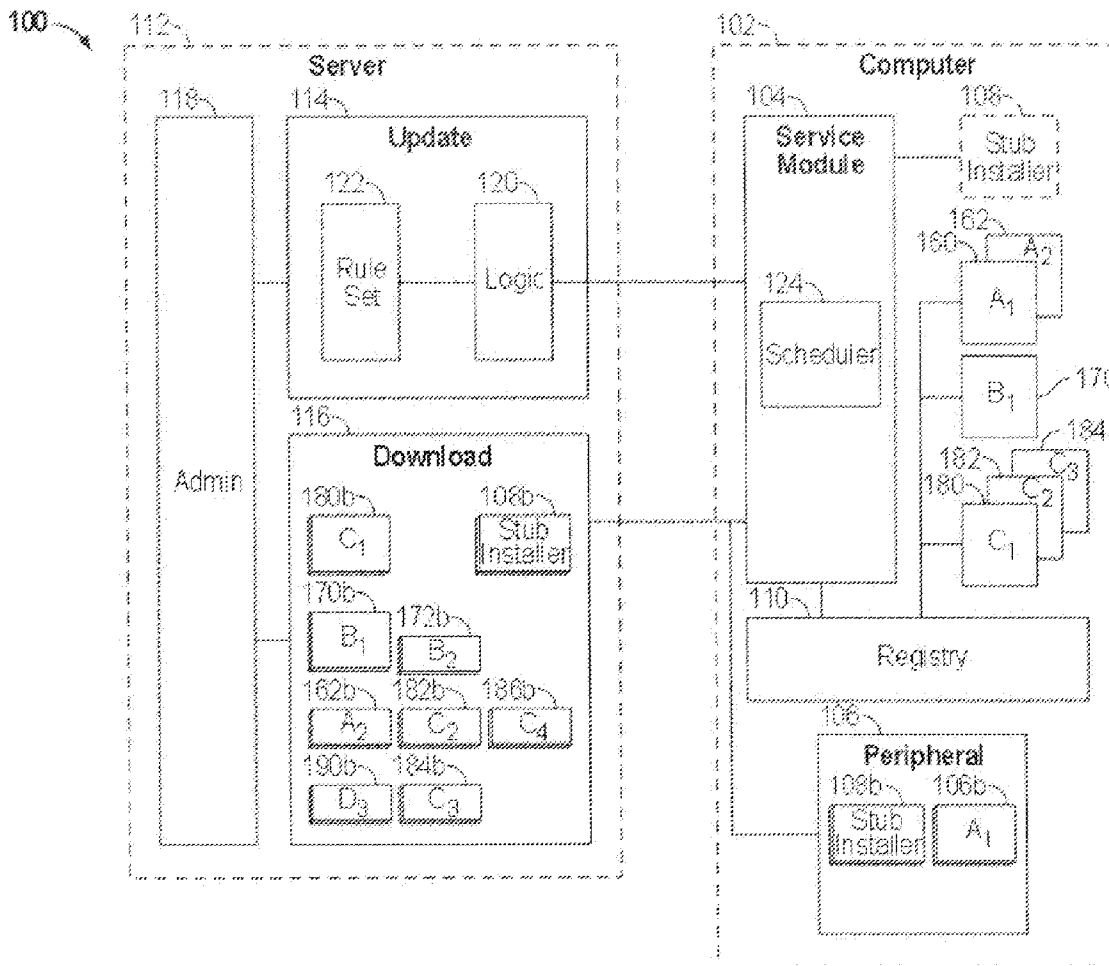 100
112
Server
118
Admin
114
Update
122
Rule
Set
120
Logic
116
Download
180b
C1
108b
Stub
Installer
170b
B1
172b
B2
162b
A2
182b
C2
186b
C4
190b
D3
184b
C3
102
Computer
104
Service
Module
124
Scheduler
108
Stub
Installer
162
A2
160
A1
B1
170
184
C3
182
C2
180
C1
110
Registry
106
Peripheral
108b
Stub
Installer
106b
A1